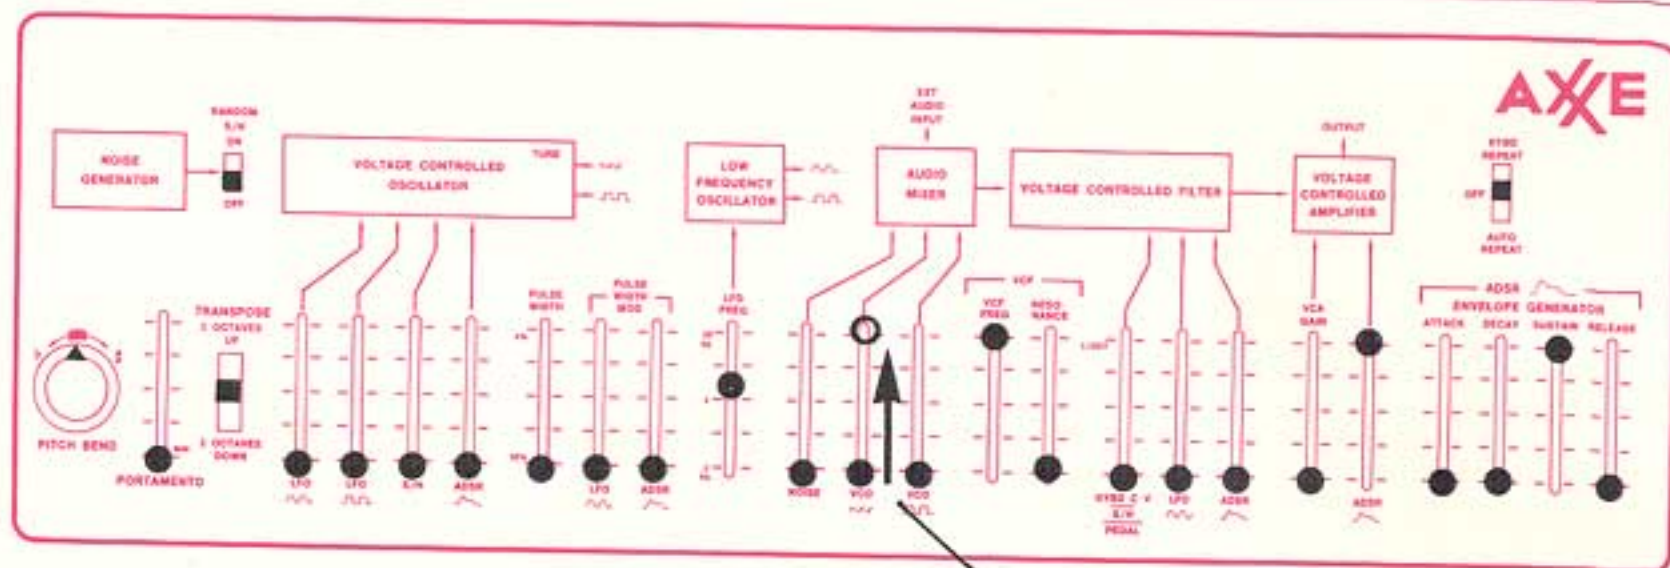 AXXE
RANDOM
S/H
ON
OFF
NOISE
GENERATOR
VOLTAGE CONTROLLED
OSCILLATOR
TUNE
LOW
FREQUENCY
OSCILLATOR
EXT
AUDIO
INPUT
AUDIO
MIXER
VOLTAGE CONTROLLED FILTER
OUTPUT
VOLTAGE
CONTROLLED
AMPLIFIER
KYBD
REPEAT
OFF
AUTO
REPEAT
PITCH BEND
PORTAMENTO
TRANSPOSE
2 OCTAVES
UP
2 OCTAVES
DOWN
LFO
LFO
S/H
ADSR
PULSE
WIDTH
50%
PULSE
WIDTH
MOD
LFO
ADSR
LFO
FREQ
NOISE
VCO
VCO
VCF
VCF
FREQ
RESO-
NANCE
KYBD C V
S/H
PEDAL
LFO
ADSR
VCA
GAIN
ADSR
ADSR
ENVELOPE GENERATOR
ATTACK
DECAY
SUSTAIN
RELEASE